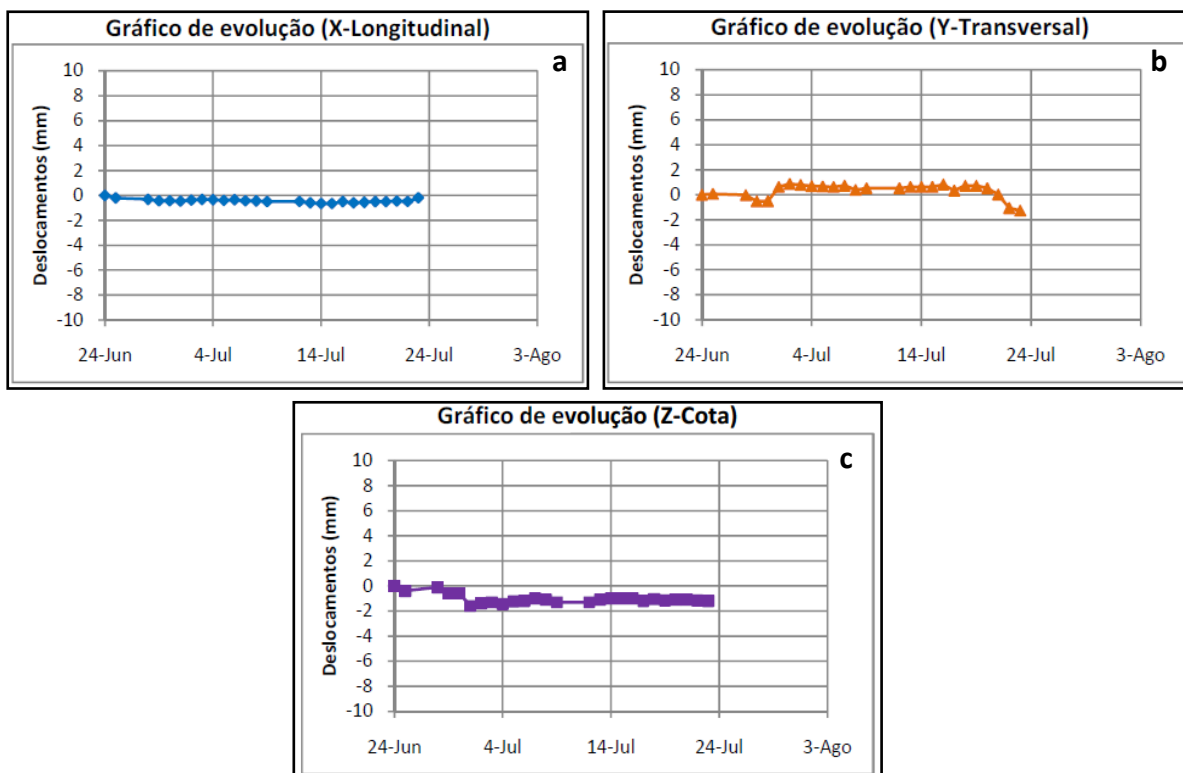 Gráfico de evolução (X-Longitudinal)
a
Deslocamentos (mm)
10
8
6
4
2
0
-2
-4
-6
-8
-10
24-Jun 4-Jul 14-Jul 24-Jul 3-Ago
Gráfico de evolução (Y-Transversal)
b
Deslocamentos (mm)
10
8
6
4
2
0
-2
-4
-6
-8
-10
24-Jun 4-Jul 14-Jul 24-Jul 3-Ago
Gráfico de evolução (Z-Cota)
c
Deslocamentos (mm)
10
8
6
4
2
0
-2
-4
-6
-8
-10
24-Jun 4-Jul 14-Jul 24-Jul 3-Ago